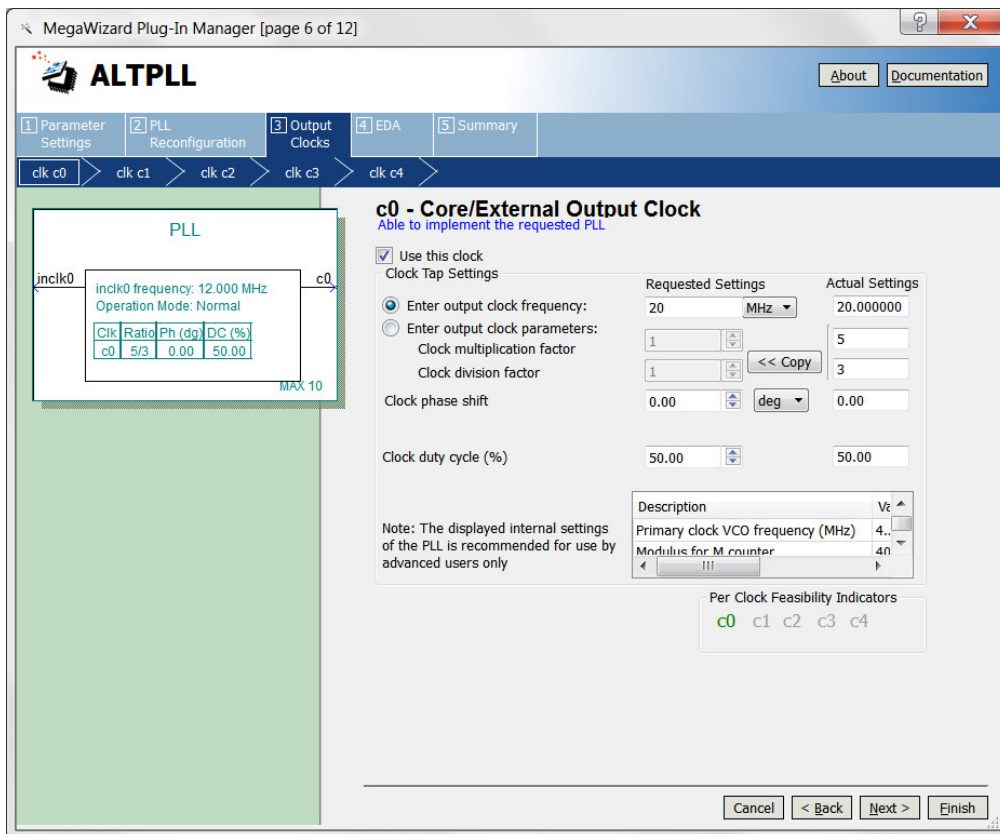 MegaWizard Plug-In Manager [page 6 of 12]
ALTPLL
About
Documentation
1 Parameter Settings
2 PLL Reconfiguration
3 Output Clocks
4 EDA
5 Summary
clk c0
clk c1
clk c2
clk c3
clk c4
PLL
inclk0
c0
inclk0 frequency: 12.000 MHz
Operation Mode: Normal
Clk Ratio Ph (dg) DC (%)
c0 5/3 0.00 50.00
MAX 10
c0 - Core/External Output Clock
Able to implement the requested PLL
Use this clock
Clock Tap Settings
Requested Settings
Actual Settings
Enter output clock frequency:
20
MHz
20.000000
Enter output clock parameters:
Clock multiplication factor
1
5
<< Copy
Clock division factor
1
3
Clock phase shift
0.00
deg
0.00
Clock duty cycle (%)
50.00
50.00
Note: The displayed internal settings
of the PLL is recommended for use by
advanced users only
Description
Primary clock VCO frequency (MHz) 4..
Modulus for M counter 40
Per Clock Feasibility Indicators
c0 c1 c2 c3 c4
Cancel
< Back
Next >
Finish